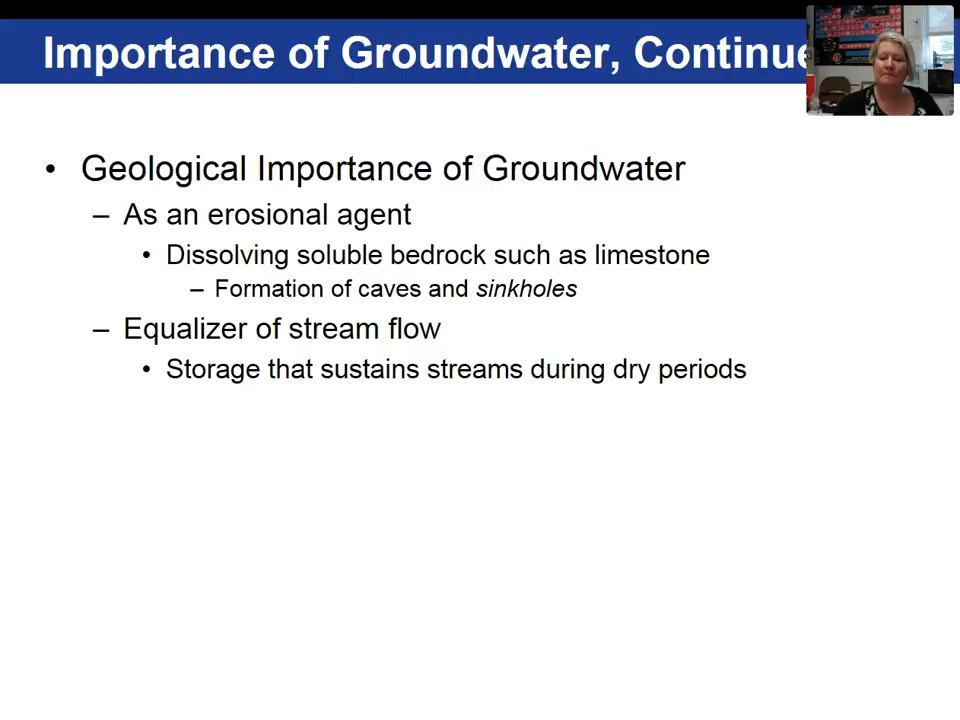 Importance of Groundwater, Continue
• Geological Importance of Groundwater
– As an erosional agent
• Dissolving soluble bedrock such as limestone
– Formation of caves and sinkholes
– Equalizer of stream flow
• Storage that sustains streams during dry periods